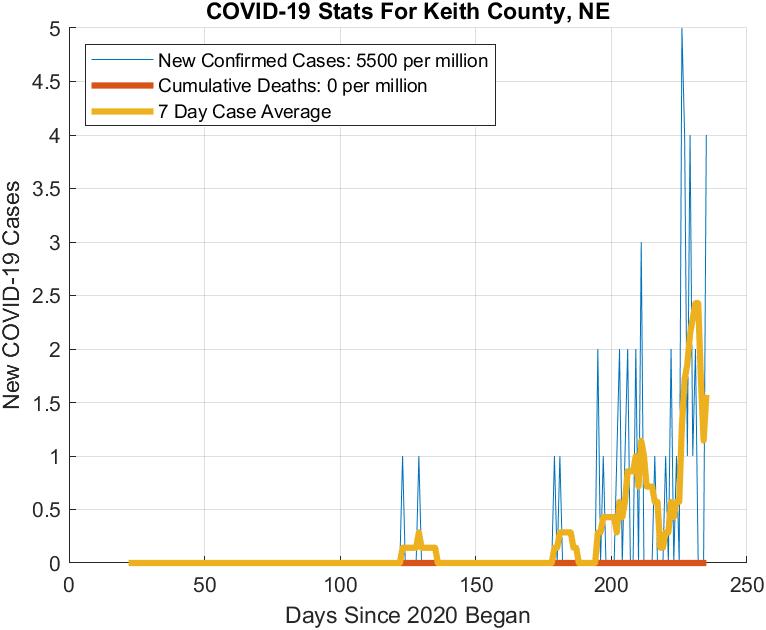 COVID-19 Stats For Keith County, NE
New Confirmed Cases: 5500 per million
Cumulative Deaths: 0 per million
7 Day Case Average
New COVID-19 Cases
5
4.5
4
3.5
3
2.5
2
1.5
1
0.5
0
0 50 100 150 200 250
Days Since 2020 Began